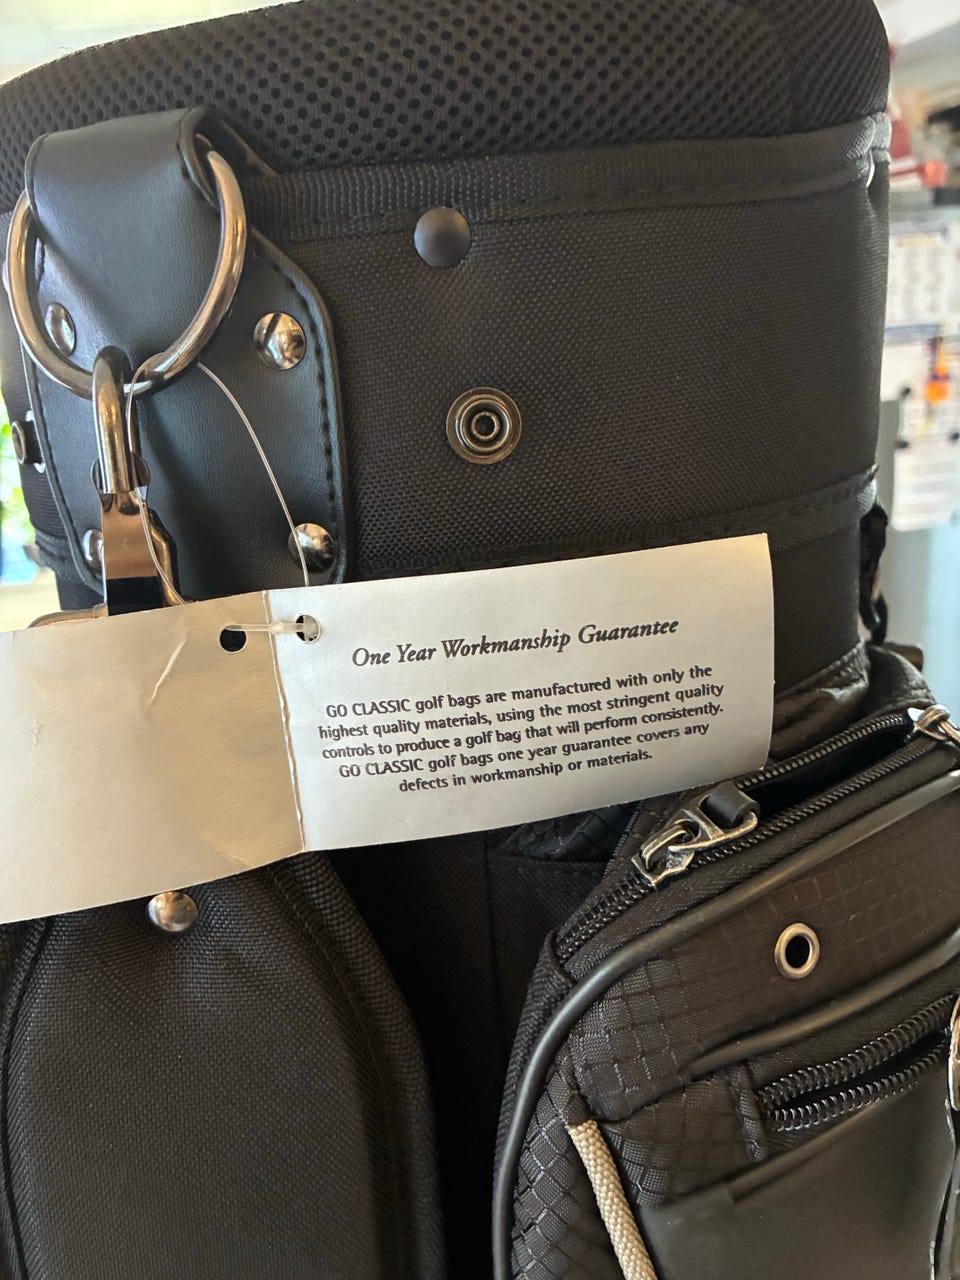 One Year Workmanship Guarantee
GO CLASSIC golf bags are manufactured with only the
highest quality materials, using the most stringent quality
controls to produce a golf bag that will perform consistently.
GO CLASSIC golf bags one year guarantee covers any
defects in workmanship or materials.